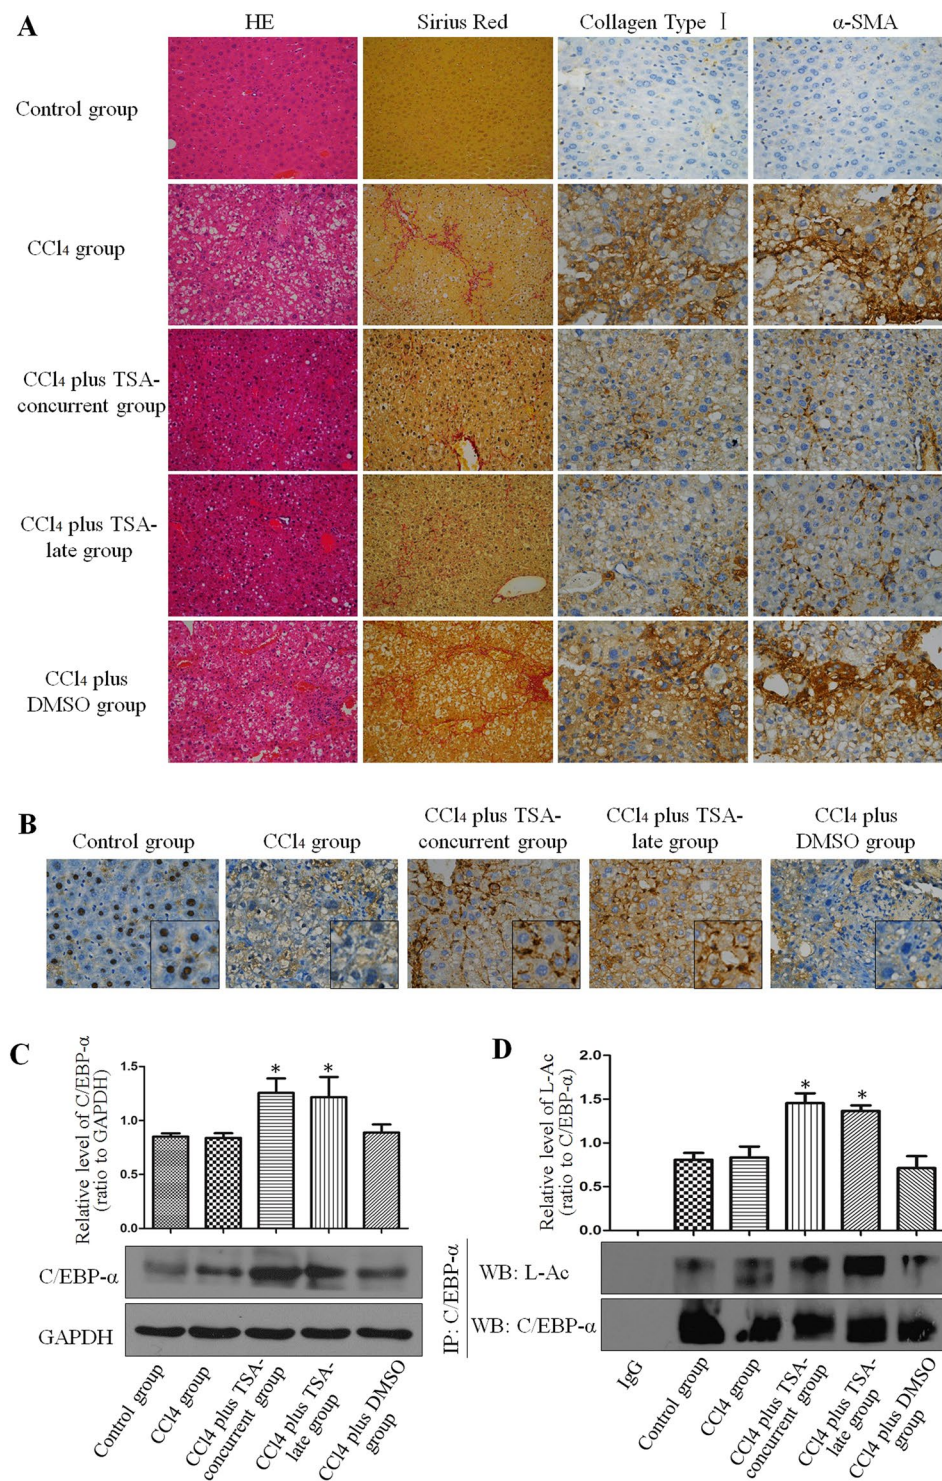 A
HE
Sirius Red
Collagen Type Ⅰ
α-SMA
Control group
CCl4 group
CCl4 plus TSA-
concurrent group
CCl4 plus TSA-
late group
CCl4 plus
DMSO group
B
Control group
CCl4 group
CCl4 plus TSA-
concurrent group
CCl4 plus TSA-
late group
CCl4 plus
DMSO group
C
Relative level of C/EBP-α
(ratio to GAPDH)
1.5
1.0
0.5
0.0
*
*
C/EBP-α
GAPDH
Control group
CCl4 group
CCl4 plus TSA-
concurrent group
CCl4 plus TSA-
late group
CCl4 plus DMSO
group
D
Relative level of L-Ac
(ratio to C/EBP-α)
2.0
1.5
1.0
0.5
0.0
*
*
IP: C/EBP-α
WB: L-Ac
WB: C/EBP-α
IgG
Control group
CCl4 group
CCl4 plus TSA-
concurrent group
CCl4 plus TSA-
late group
CCl4 plus DMSO
group